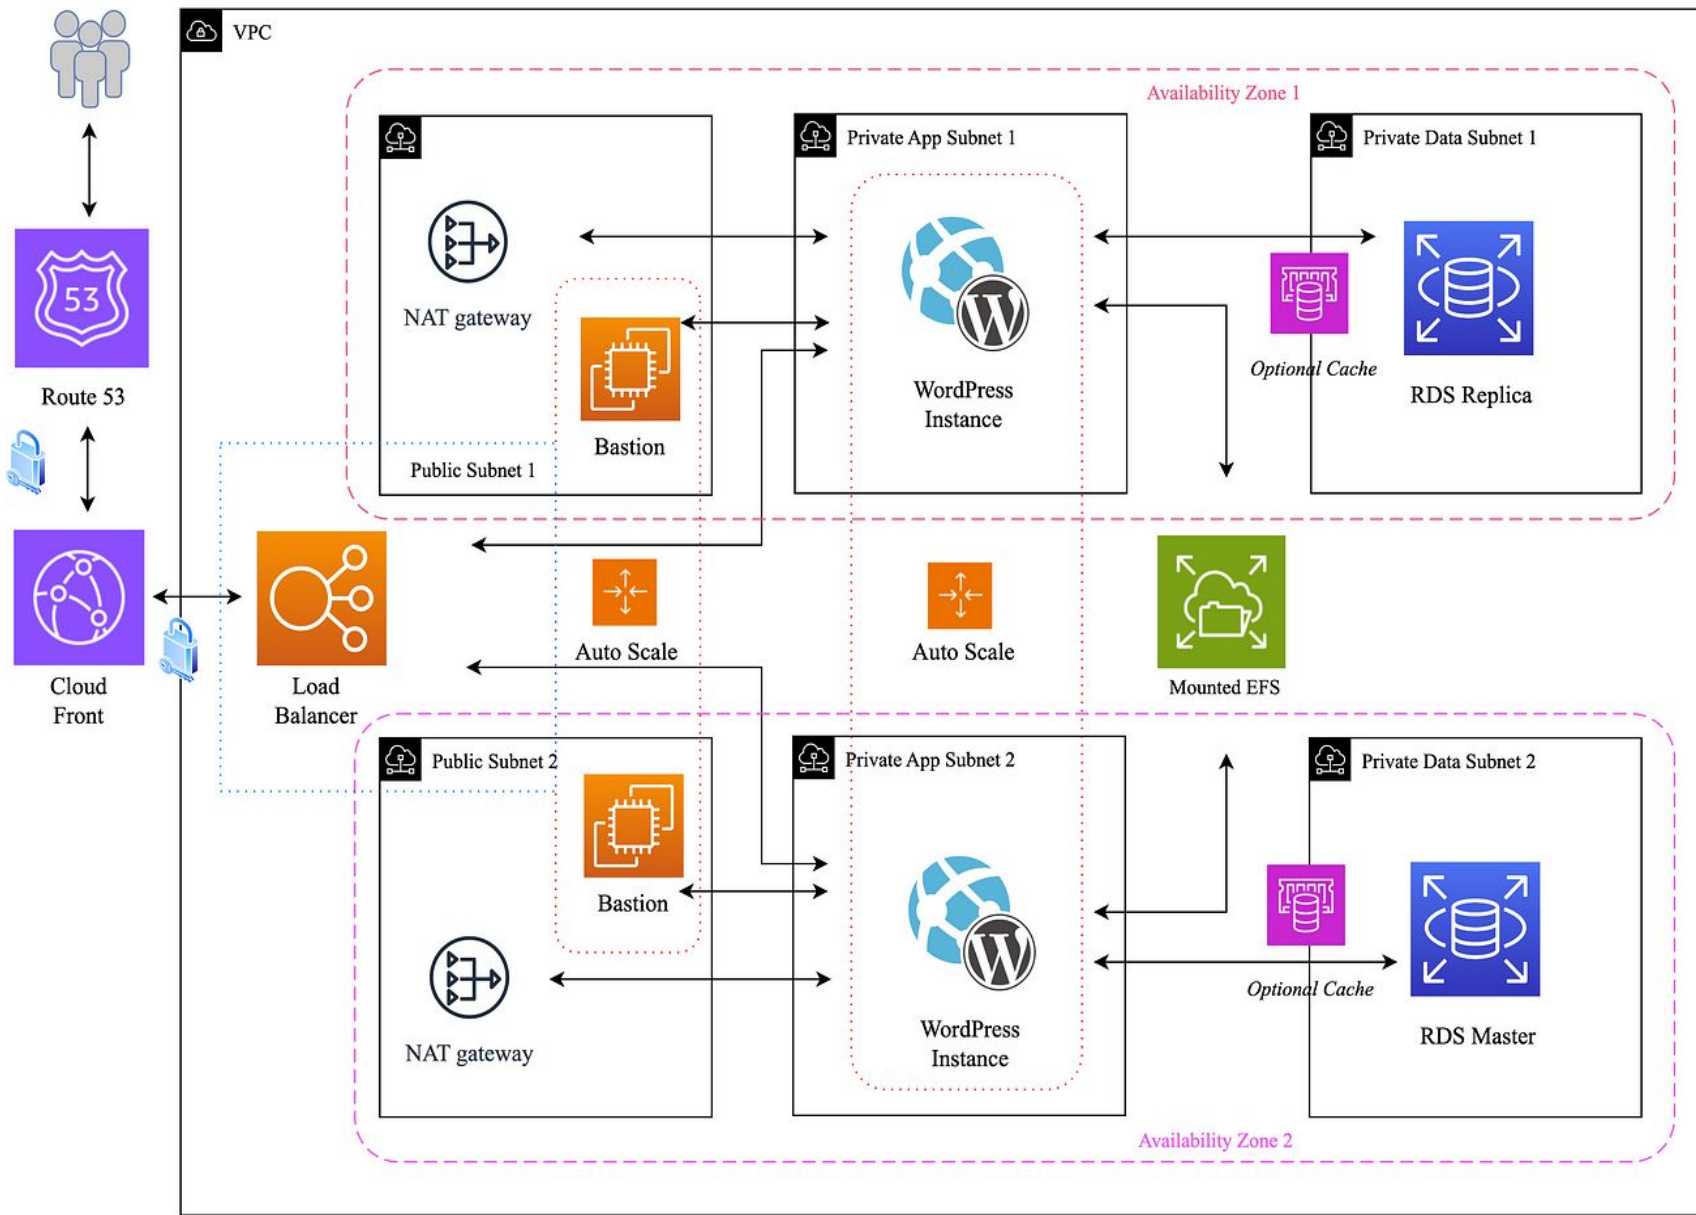 VPC
Availability Zone 1
Private App Subnet 1
Private Data Subnet 1
53
NAT gateway
Route 53
Bastion
Public Subnet 1
WordPress
Instance
W
Optional Cache
RDS Replica
Cloud
Front
Load
Balancer
Auto Scale
Auto Scale
Mounted EFS
Public Subnet 2
Private App Subnet 2
Private Data Subnet 2
Bastion
NAT gateway
WordPress
Instance
W
Optional Cache
RDS Master
Availability Zone 2